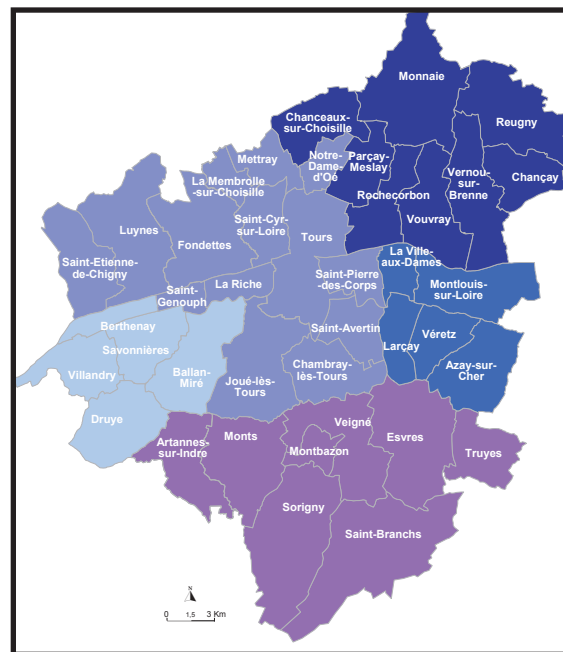 Monnaie
Reugny
Chanceaux-
sur-Choisille
Notre-
Dame-
d'Oé
Parçay-
Meslay
Mettray
Chançay
Vernou-
sur-
Brenne
La Membrolle
-sur-Choisille
Rochecorbon
Vouvray
Luynes
Fondettes
Saint-Cyr-
sur-Loire
Tours
La Ville-
aux-Dames
Saint-Etienne-
de-Chigny
Saint-
Genouph
La Riche
Saint-Pierre
-des-Corps
Montlouis-
sur-Loire
Berthenay
Savonnières
Saint-Avertin
Véretz
Larçay
Villandry
Ballan-
Miré
Joué-lès-
Tours
Chambray-
lès-Tours
Azay-sur-
Cher
Druye
Artannes-
sur-Indre
Monts
Veigné
Montbazon
Esvres
Truyes
Sorigny
Saint-Branchs
N
0 1,5 3 Km